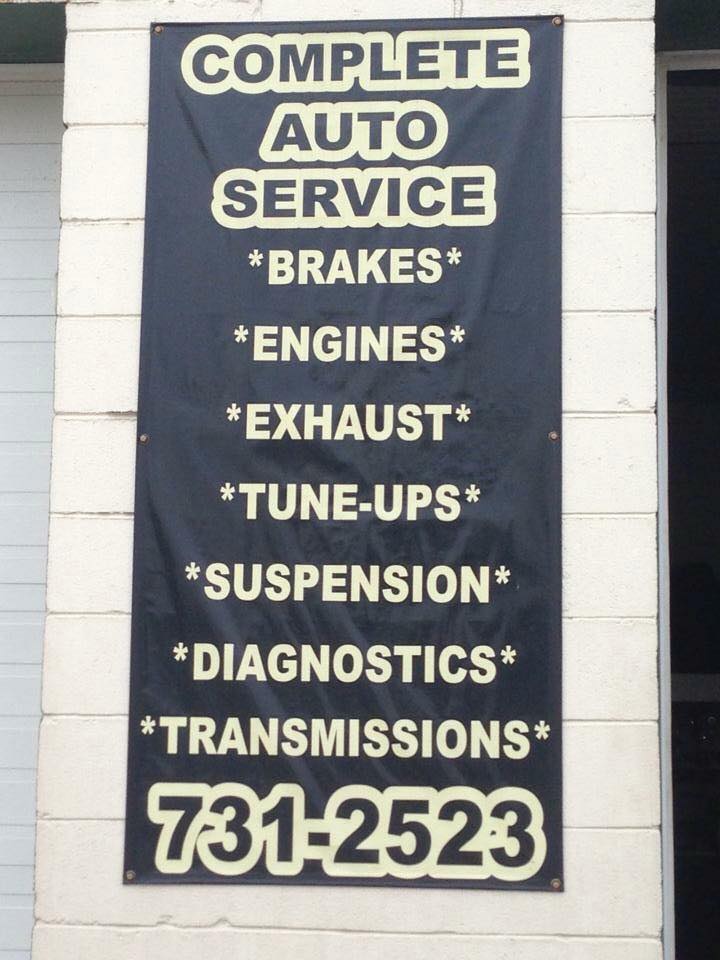 COMPLETE
AUTO
SERVICE
*BRAKES*
*ENGINES*
*EXHAUST*
*TUNE-UPS*
*SUSPENSION*
*DIAGNOSTICS*
*TRANSMISSIONS*
731-2523